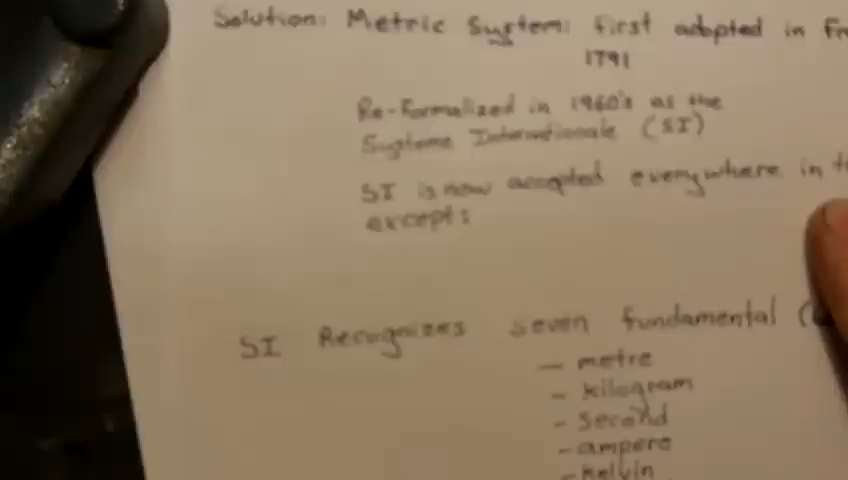 Solution: Metric System: first adopted in Fr
1791
Re-Formalized in 1960's as the
Systeme Internationale (SI)
SI is now accepted everywhere in t
except:
SI Recognizes seven fundamental (
- metre
- kilogram
- second
- ampere
- kelvin